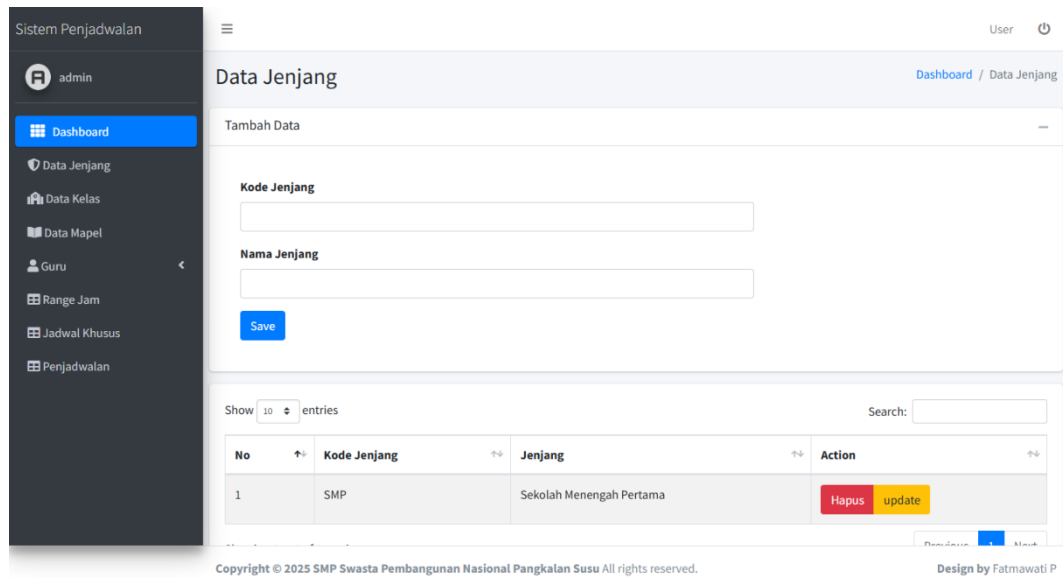 Sistem Penjadwalan
User
admin
Data Jenjang
Dashboard / Data Jenjang
Dashboard
Data Jenjang
Data Kelas
Data Mapel
Guru
Range Jam
Jadwal Khusus
Penjadwalan
Tambah Data
Kode Jenjang
Nama Jenjang
Save
Show 10 entries
Search:
No Kode Jenjang Jenjang Action
1 SMP Sekolah Menengah Pertama Hapus update
Previous 1 Next
Copyright © 2025 SMP Swasta Pembangunan Nasional Pangkalan Susu All rights reserved.
Design by Fatmawati P